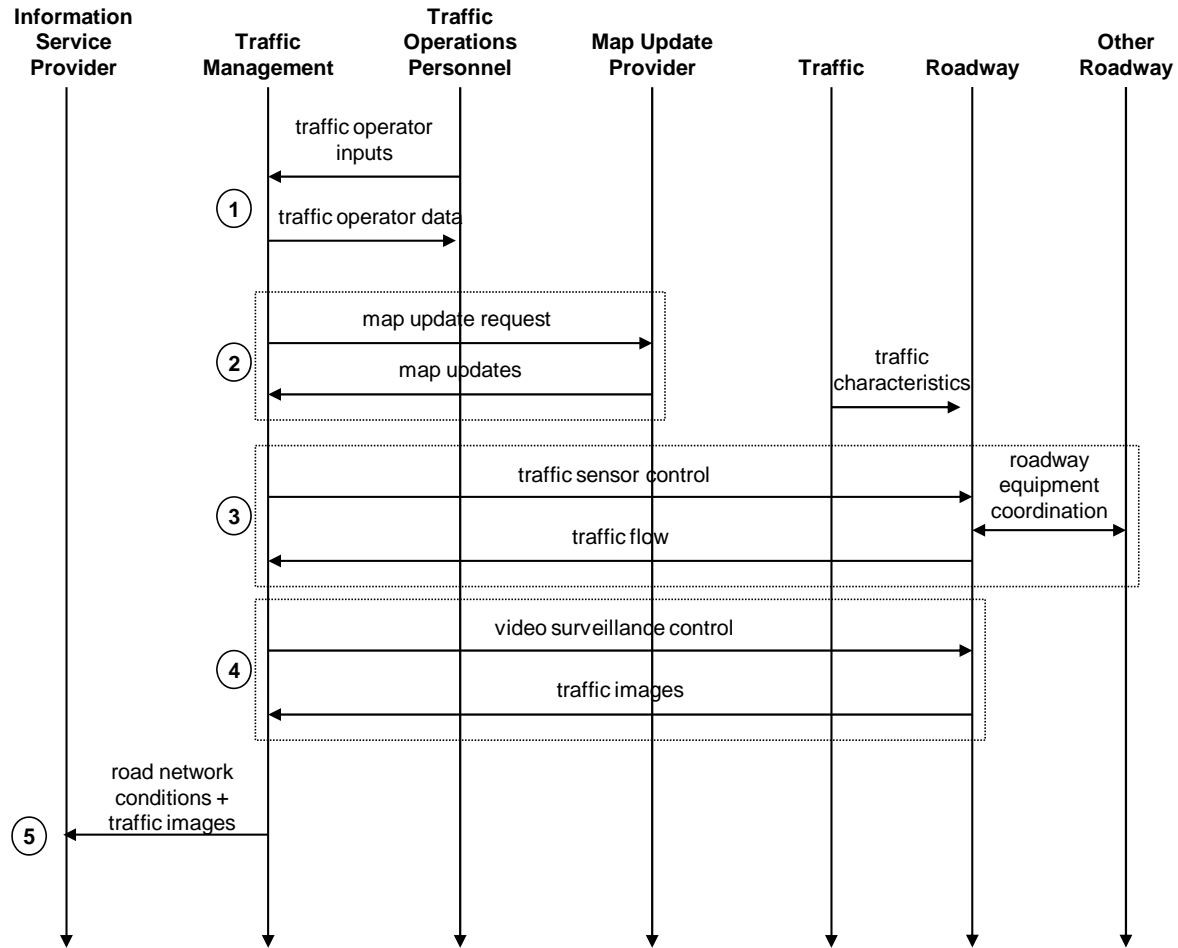 Information
Service
Provider
Traffic
Management
Traffic
Operations
Personnel
Map Update
Provider
Traffic
Roadway
Other
Roadway
traffic operator
inputs
1
traffic operator data
map update request
2
map updates
traffic
characteristics
traffic sensor control
roadway
equipment
coordination
3
traffic flow
video surveillance control
4
traffic images
road network
conditions +
traffic images
5